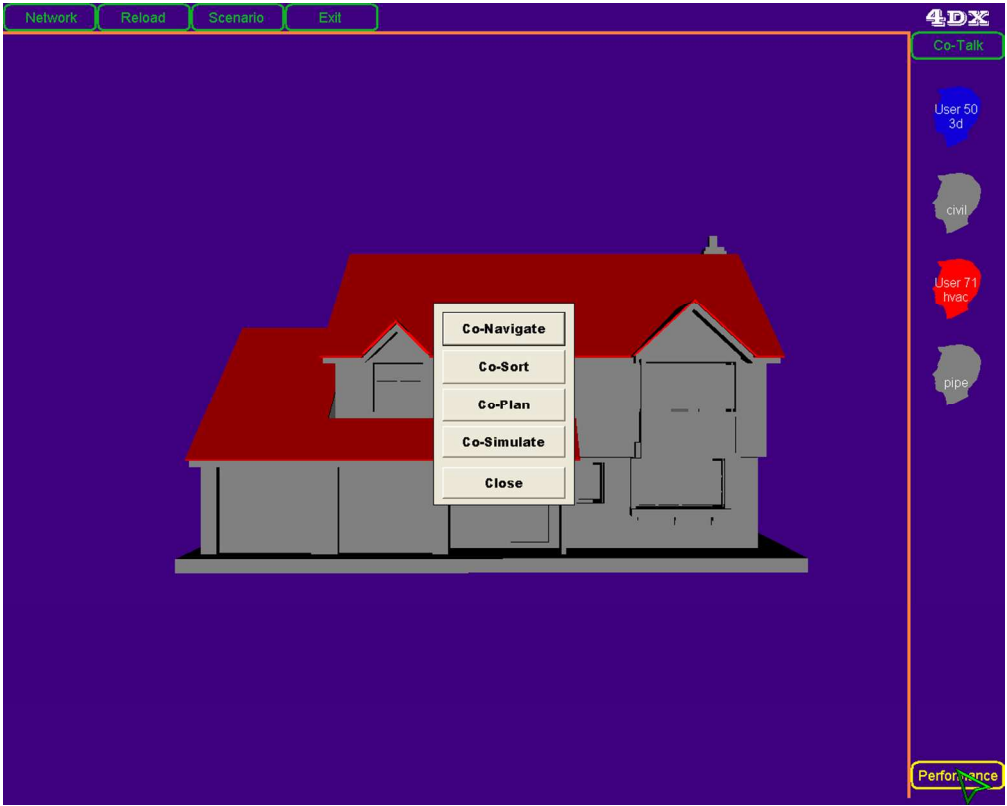 Network
Reload
Scenario
Exit
4DX
Co-Talk
User 50
3d
civil
User 71
hvac
pipe
Co-Navigate
Co-Sort
Co-Plan
Co-Simulate
Close
Performance